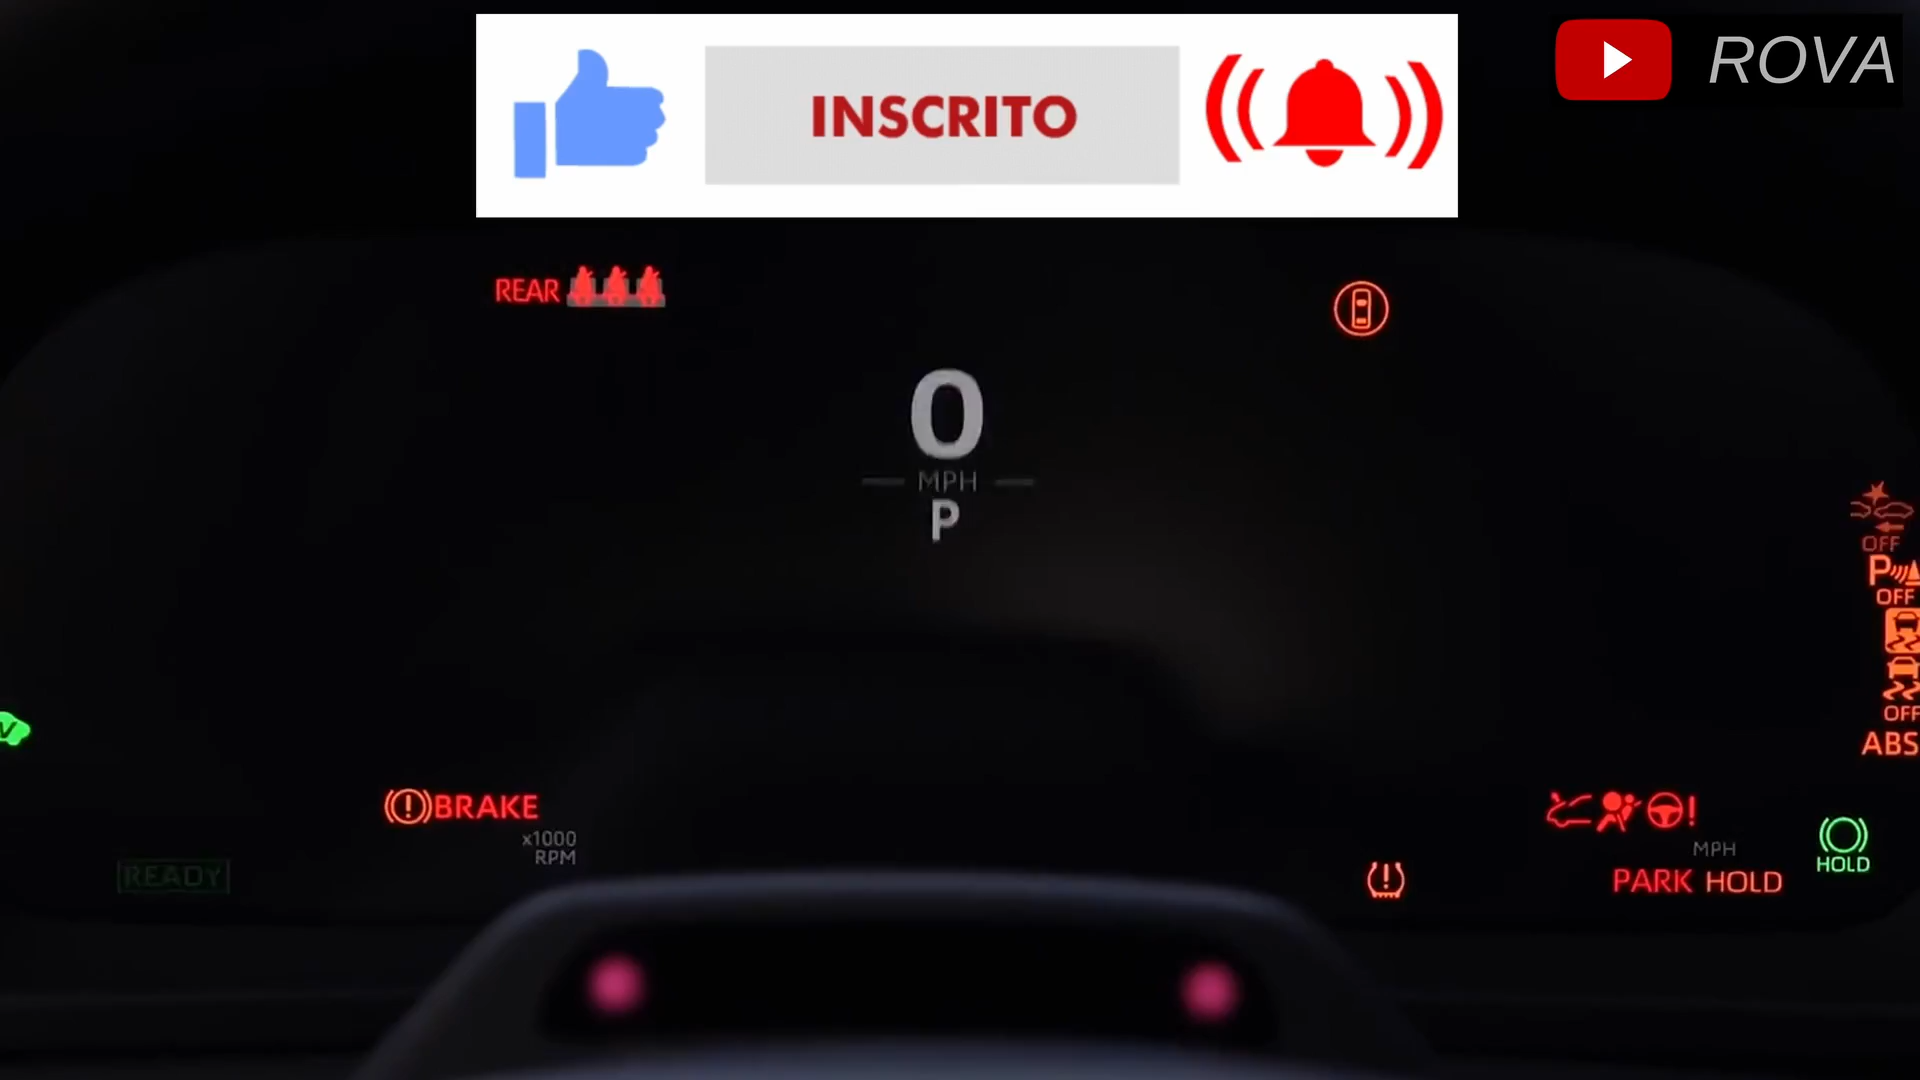 INSCRITO
ROVA
REAR
0
MPH
P
OFF
P
OFF
OFF
ABS
BRAKE
x1000
RPM
READY
MPH
PARK HOLD
HOLD